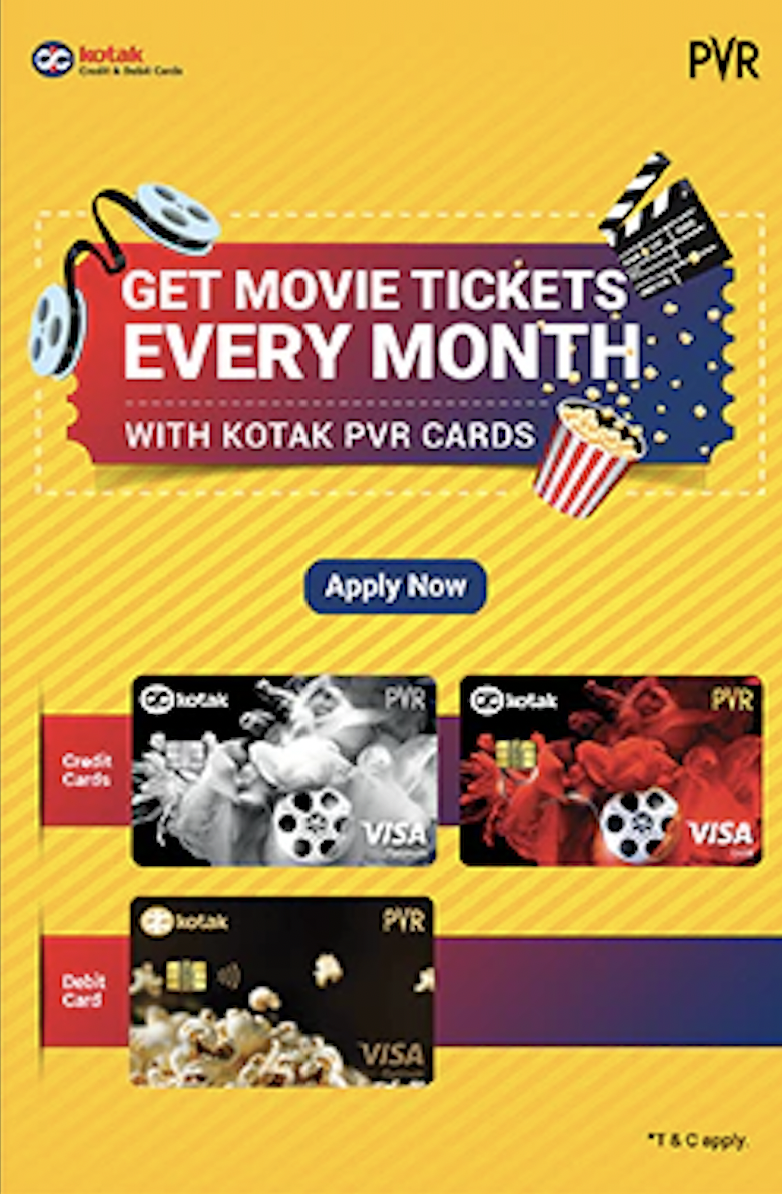 kotak
Credit & Debit Cards
PVR
GET MOVIE TICKETS
EVERY MONTH
WITH KOTAK PVR CARDS
Apply Now
Credit
Cards
kotak
PVR
VISA
kotak
PVR
VISA
Debit
Card
kotak
PVR
VISA
*T & C apply.